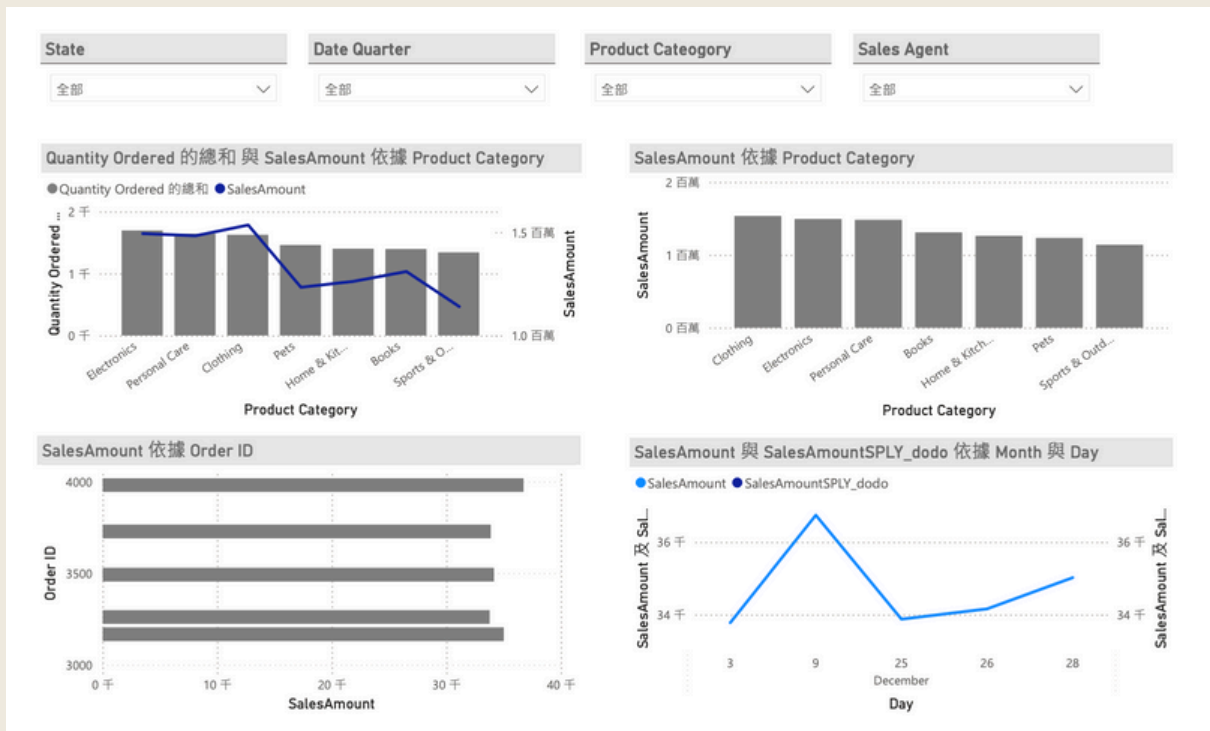 State
Date Quarter
Product Cateogory
Sales Agent
全部
全部
全部
全部
Quantity Ordered 的總和 與 SalesAmount 依據 Product Category
Quantity Ordered 的總和 SalesAmount
Quantity Ordered ...
2 千
1 千
0 千
1.5 百萬
1.0 百萬
SalesAmount
Electronics
Personal Care
Clothing
Pets
Home & Kit...
Books
Sports & O...
Product Category
SalesAmount 依據 Product Category
SalesAmount
2 百萬
1 百萬
0 百萬
Clothing
Electronics
Personal Care
Books
Home & Kitch...
Pets
Sports & Outd...
Product Category
SalesAmount 依據 Order ID
Order ID
4000
3500
3000
0 千
10 千
20 千
30 千
40 千
SalesAmount
SalesAmount 與 SalesAmountSPLY_dodo 依據 Month 與 Day
SalesAmount SalesAmountSPLY_dodo
SalesAmount 及 Sal...
36 千
34 千
36 千
34 千
SalesAmount 及 Sal...
3
9
25
26
28
December
Day